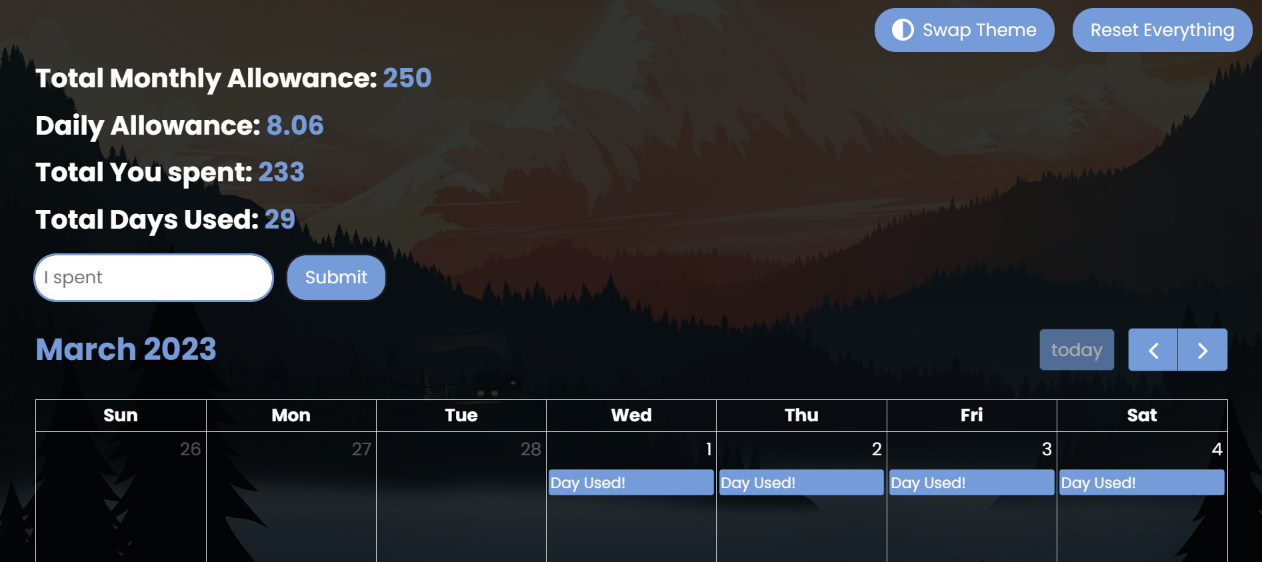 Swap Theme Reset Everything
Total Monthly Allowance: 250
Daily Allowance: 8.06
Total You spent: 233
Total Days Used: 29
I spent Submit
March 2023 today
Sun Mon Tue Wed Thu Fri Sat
26 27 28 1 2 3 4
Day Used! Day Used! Day Used! Day Used!